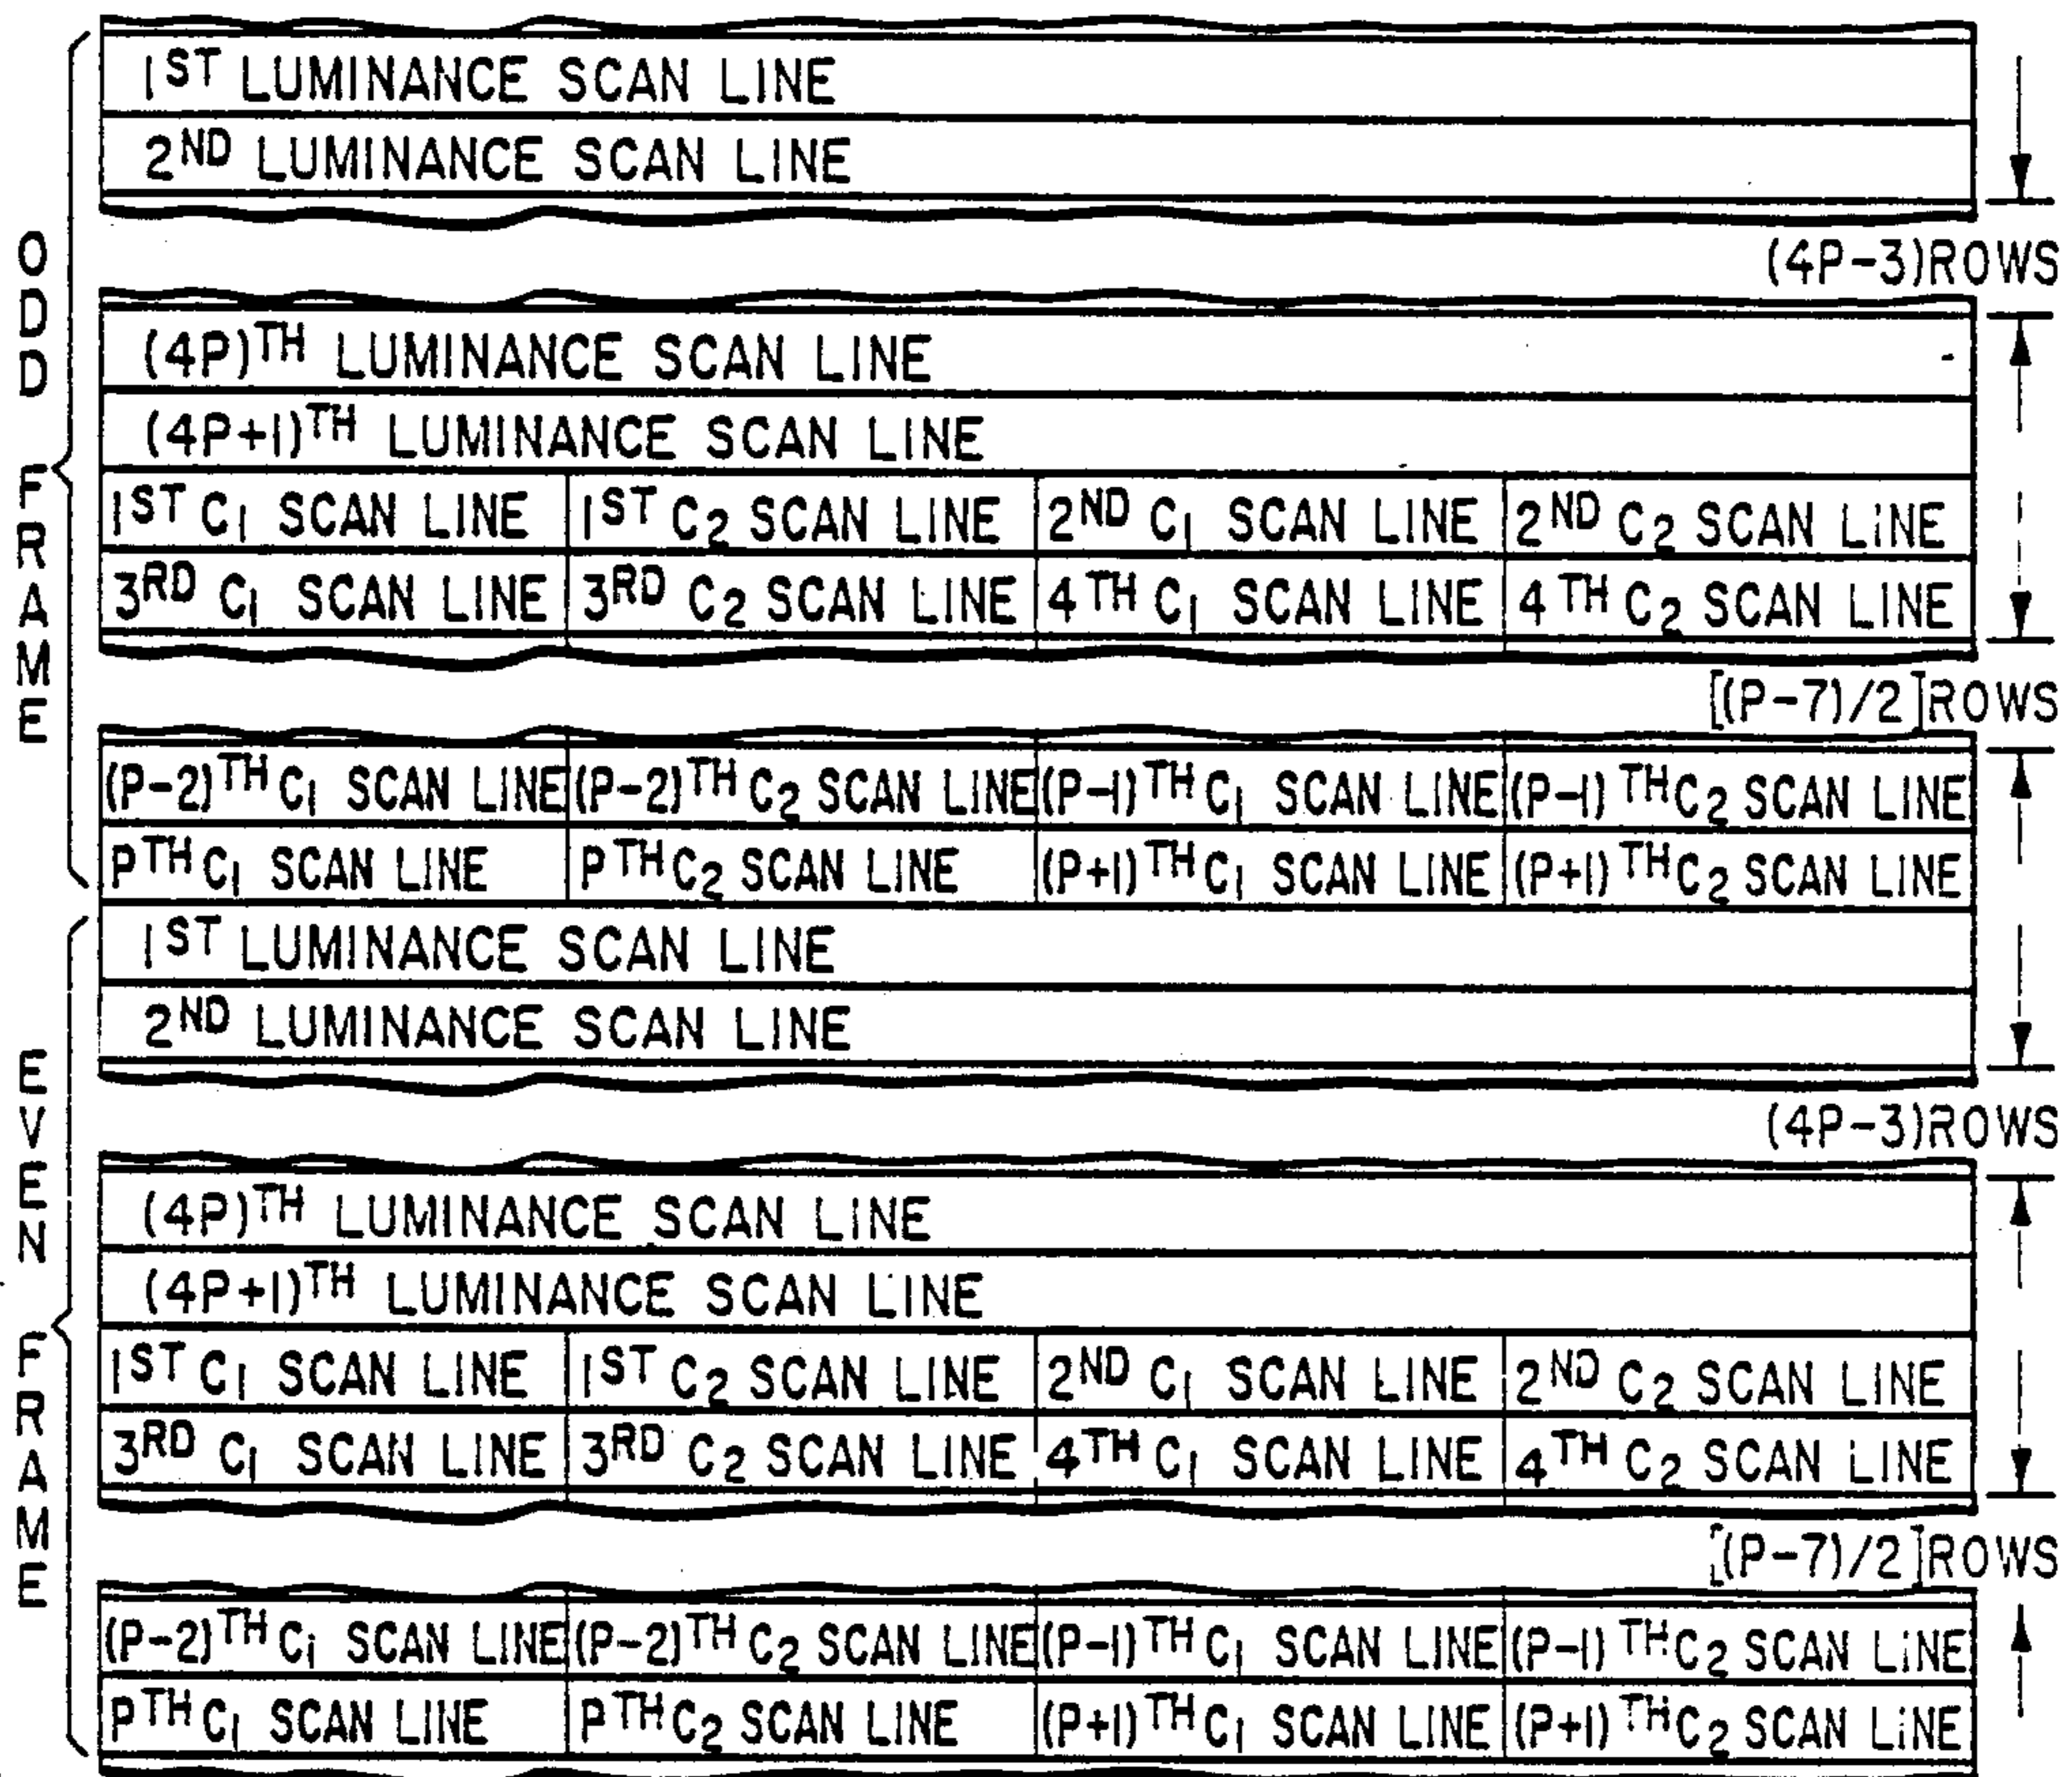 ODD FRAME
1ST LUMINANCE SCAN LINE
2ND LUMINANCE SCAN LINE
(4P-3)ROWS
(4P)TH LUMINANCE SCAN LINE
(4P+1)TH LUMINANCE SCAN LINE
1ST C1 SCAN LINE 1ST C2 SCAN LINE 2ND C1 SCAN LINE 2ND C2 SCAN LINE
3RD C1 SCAN LINE 3RD C2 SCAN LINE 4TH C1 SCAN LINE 4TH C2 SCAN LINE
[(P-7)/2]ROWS
(P-2)TH C1 SCAN LINE (P-2)TH C2 SCAN LINE (P-1)TH C1 SCAN LINE (P-1)TH C2 SCAN LINE
PTH C1 SCAN LINE PTH C2 SCAN LINE (P+1)TH C1 SCAN LINE (P+1)TH C2 SCAN LINE
EVEN FRAME
1ST LUMINANCE SCAN LINE
2ND LUMINANCE SCAN LINE
(4P-3)ROWS
(4P)TH LUMINANCE SCAN LINE
(4P+1)TH LUMINANCE SCAN LINE
1ST C1 SCAN LINE 1ST C2 SCAN LINE 2ND C1 SCAN LINE 2ND C2 SCAN LINE
3RD C1 SCAN LINE 3RD C2 SCAN LINE 4TH C1 SCAN LINE 4TH C2 SCAN LINE
[(P-7)/2]ROWS
(P-2)TH C1 SCAN LINE (P-2)TH C2 SCAN LINE (P-1)TH C1 SCAN LINE (P-1)TH C2 SCAN LINE
PTH C1 SCAN LINE PTH C2 SCAN LINE (P+1)TH C1 SCAN LINE (P+1)TH C2 SCAN LINE